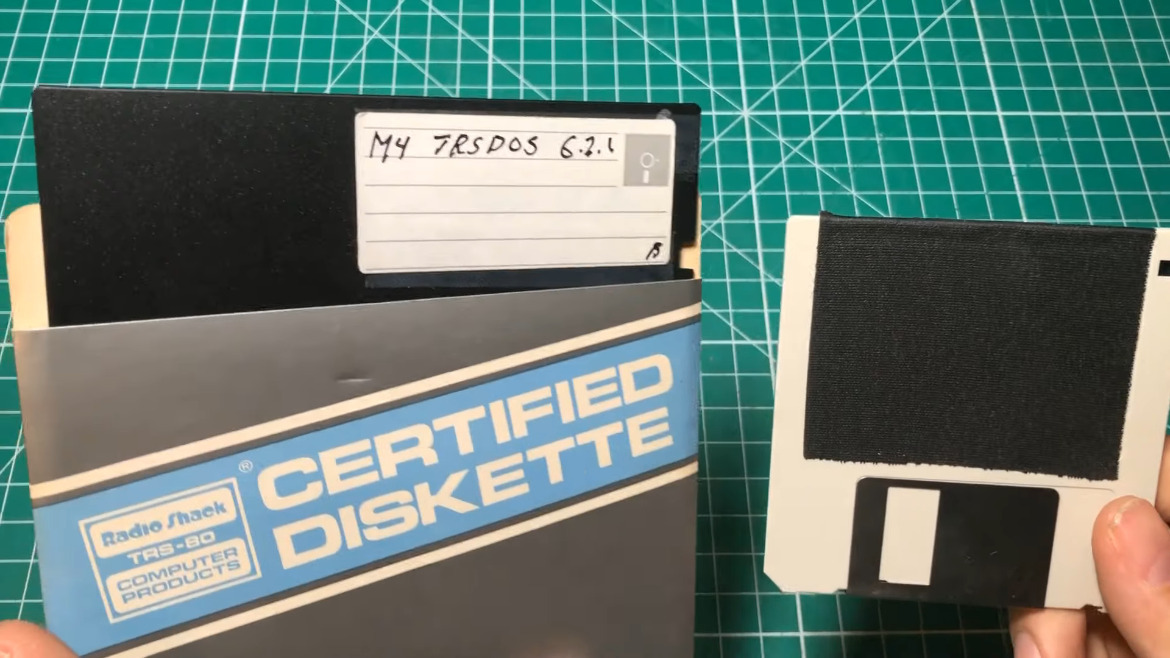 My TRSDOS 6.2.1
B
® CERTIFIED
DISKETTE
Radio Shack
TRS-80
COMPUTER
PRODUCTS